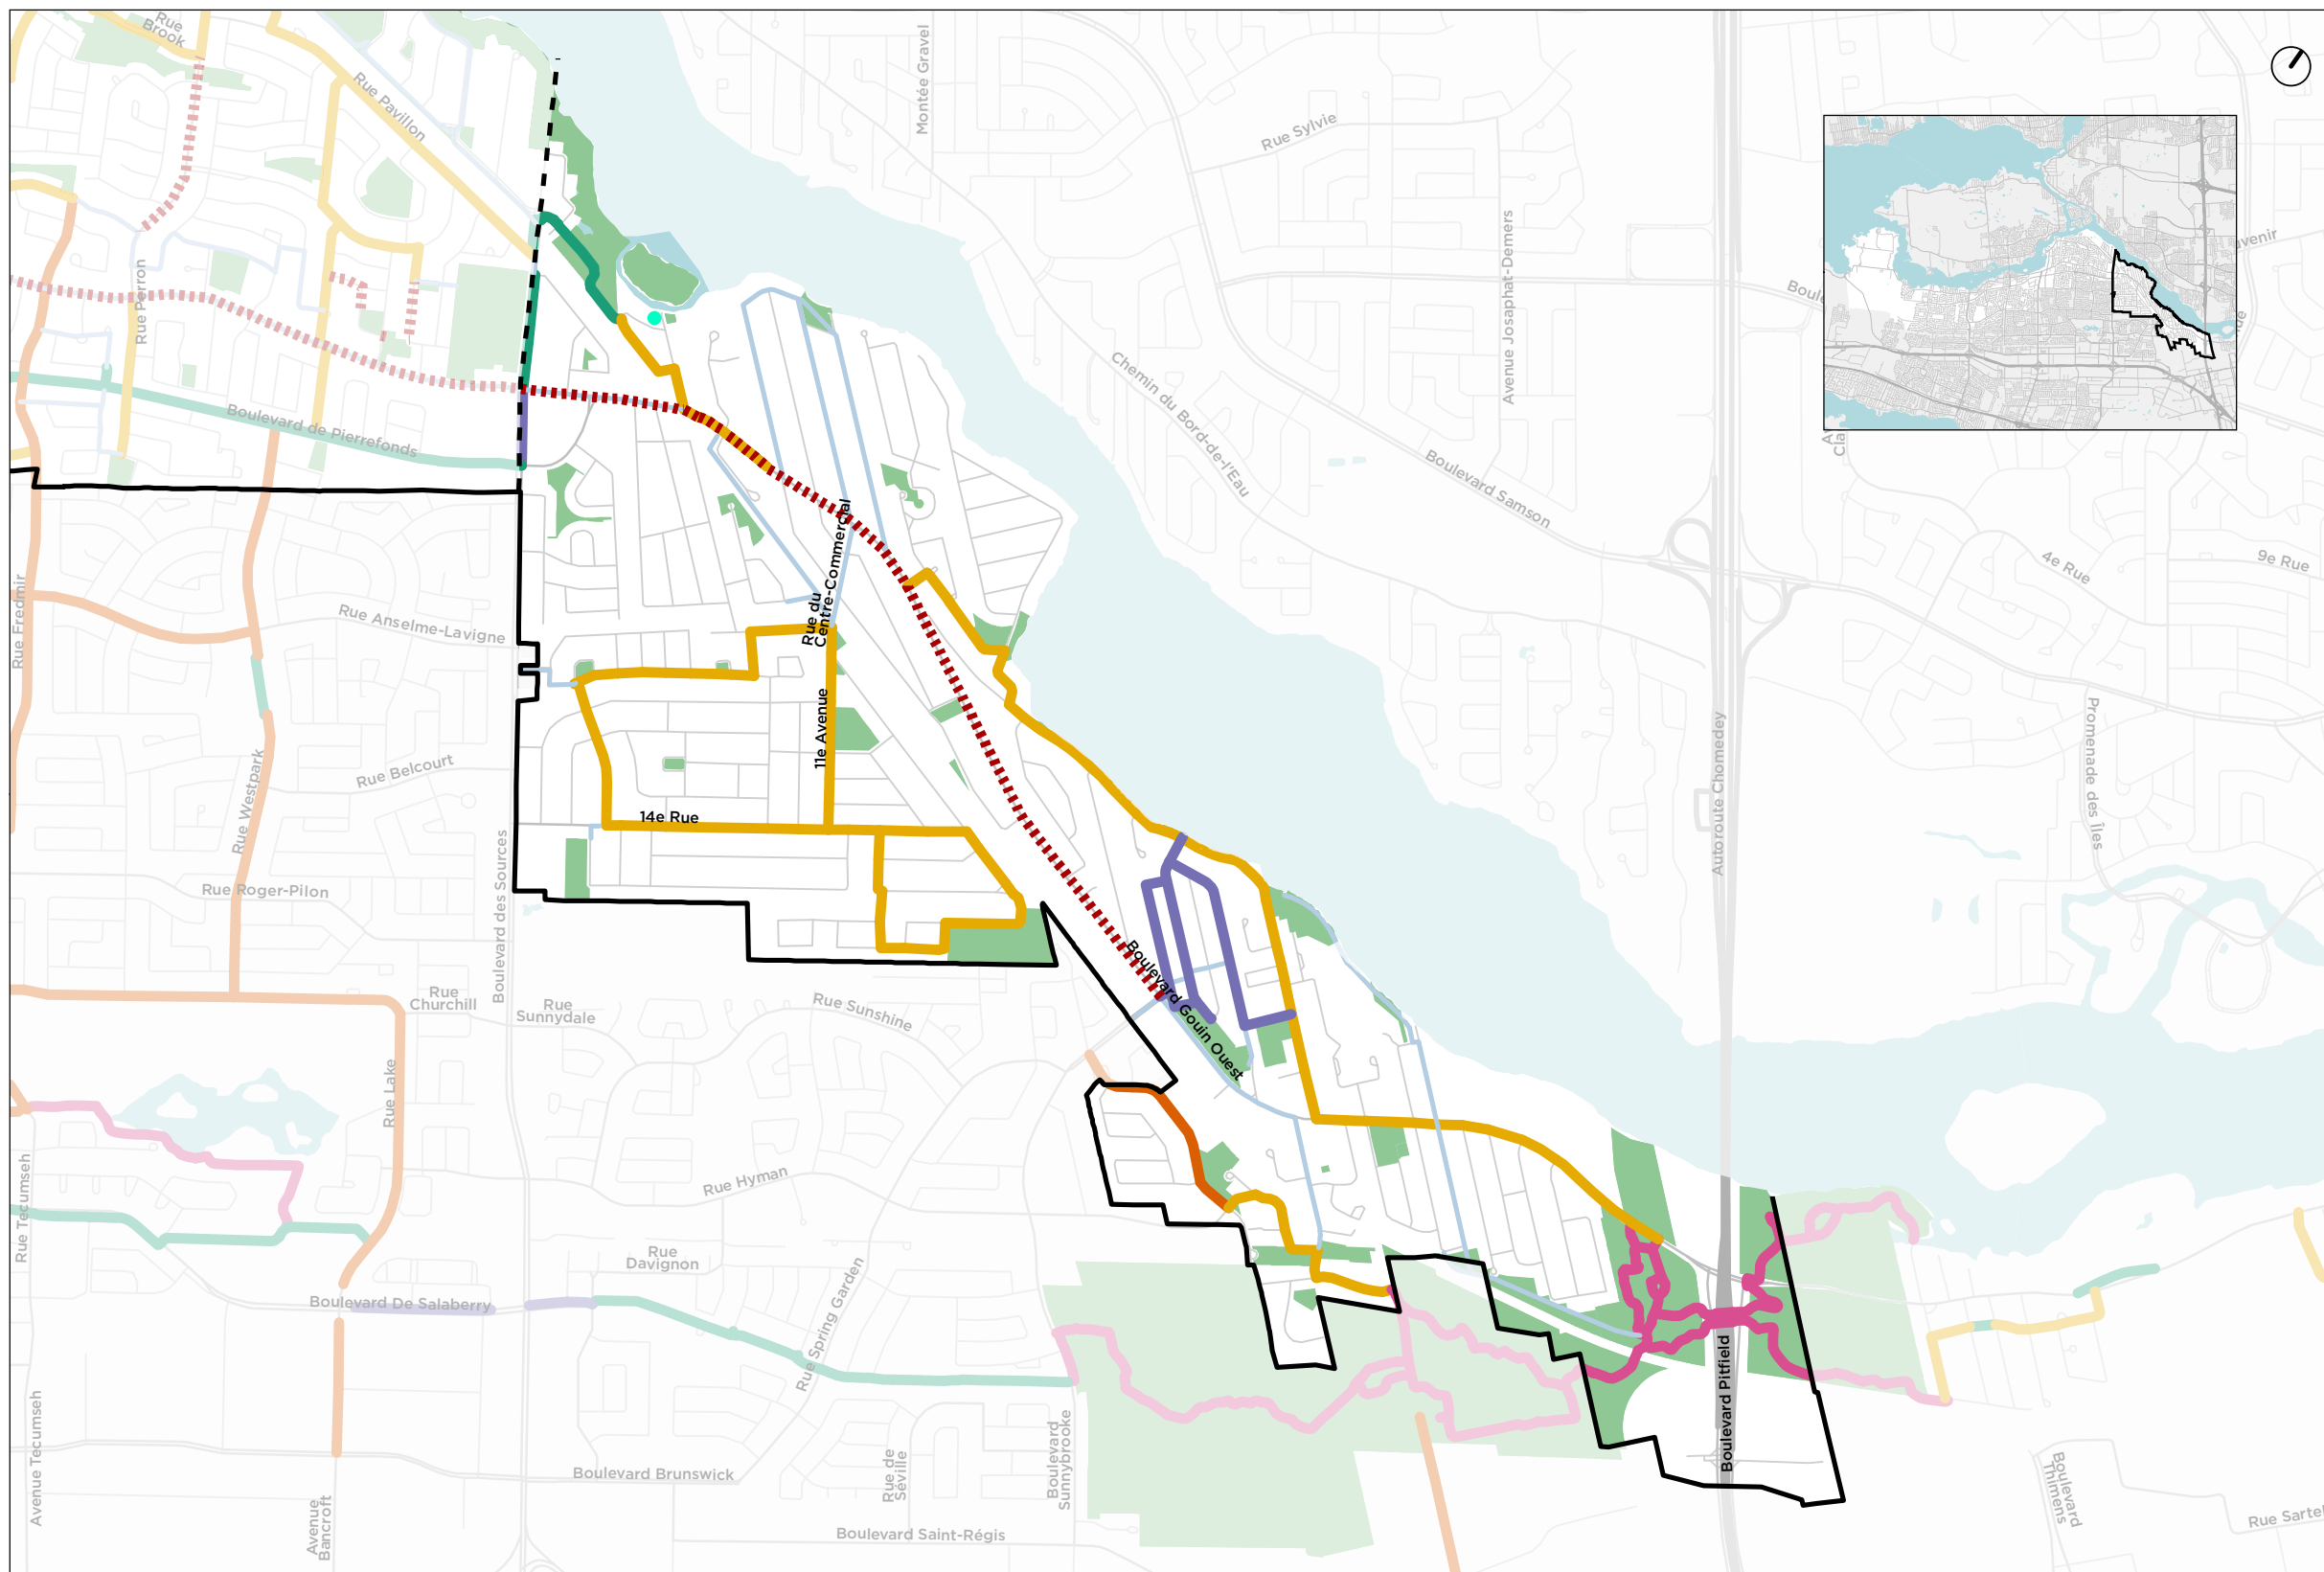 Rue
Brook
Rue Pavillon
Montée Gravel
Rue Sylvie
Avenue Josaphat-Demers
Rue Perron
Boulevard de Pierrefonds
Chemin du Bord-de-l'Eau
Boulevard Samson
4e Rue
9e Rue
Rue Fredmir
Rue Anselme-Lavigne
Rue du
Centre-Commercial
11e Avenue
14e Rue
Rue Belcourt
Rue Westpark
Rue Roger-Pilon
Boulevard des Sources
Autoroute Chomedey
Promenade des Îles
Rue
Churchill
Rue
Sunnydale
Rue Sunshine
Boulevard Gouin Ouest
Rue Lake
Rue Tecumseh
Rue Hyman
Rue
Davignon
Boulevard De Salaberry
Rue Spring Garden
Boulevard Pitfield
Avenue Tecumseh
Avenue
Bancroft
Boulevard Brunswick
Rue de
Séville
Boulevard
Sunnybrooke
Boulevard Saint-Régis
Boulevard
Thimens
Rue Sartel